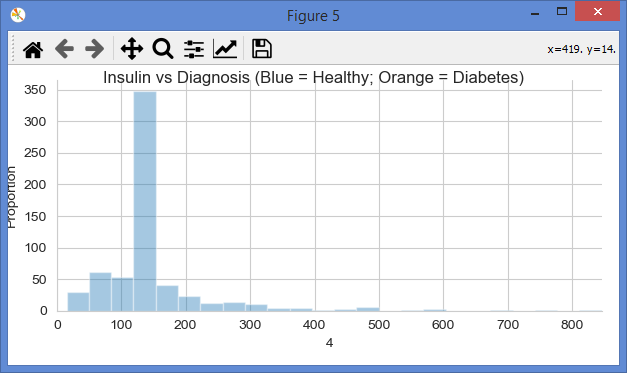 Figure 5
x=419. y=14.
Insulin vs Diagnosis (Blue = Healthy; Orange = Diabetes)
Proportion
350
300
250
200
150
100
50
0
0 100 200 300 400 500 600 700 800
4